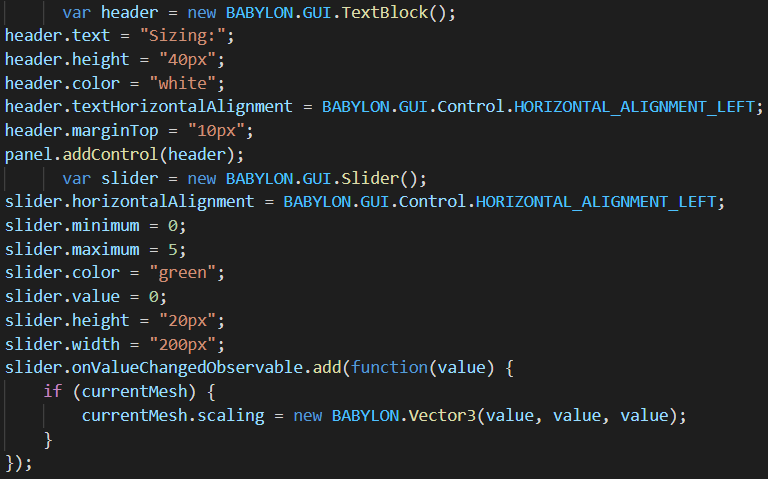 var header = new BABYLON.GUI.TextBlock();
header.text = "Sizing:";
header.height = "40px";
header.color = "white";
header.textHorizontalAlignment = BABYLON.GUI.Control.HORIZONTAL_ALIGNMENT_LEFT;
header.marginTop = "10px";
panel.addControl(header);
      var slider = new BABYLON.GUI.Slider();
slider.horizontalAlignment = BABYLON.GUI.Control.HORIZONTAL_ALIGNMENT_LEFT;
slider.minimum = 0;
slider.maximum = 5;
slider.color = "green";
slider.value = 0;
slider.height = "20px";
slider.width = "200px";
slider.onValueChangedObservable.add(function(value) {
    if (currentMesh) {
        currentMesh.scaling = new BABYLON.Vector3(value, value, value);
    }
});